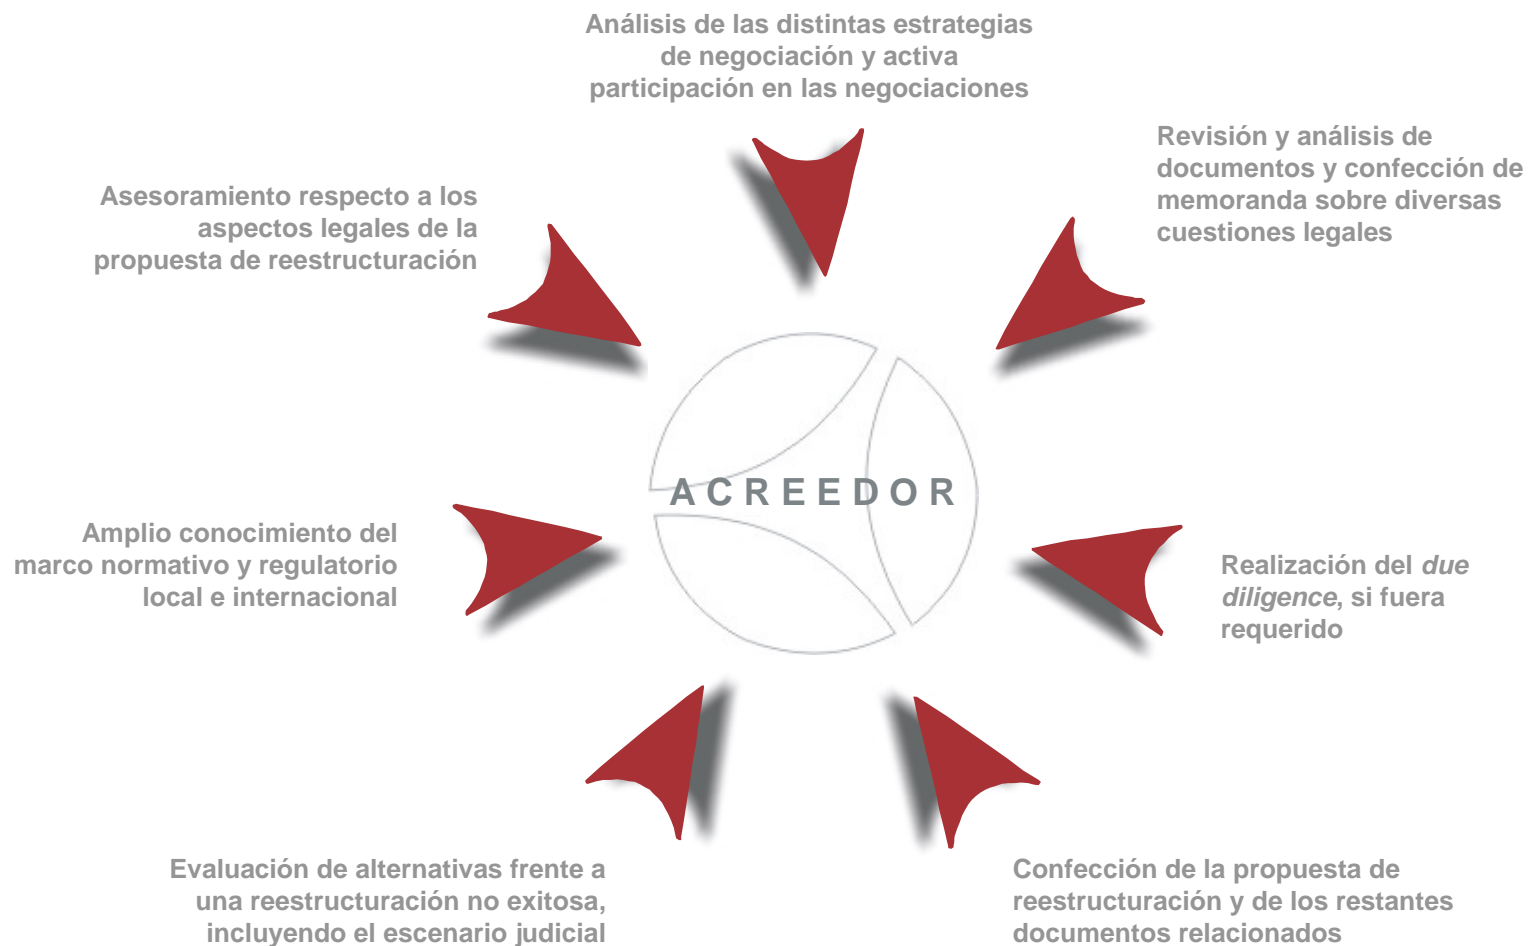 Análisis de las distintas estrategias
de negociación y activa
participación en las negociaciones
Revisión y análisis de
documentos y confección de
memoranda sobre diversas
cuestiones legales
Asesoramiento respecto a los
aspectos legales de la
propuesta de reestructuración
ACREEDOR
Amplio conocimiento del
marco normativo y regulatorio
local e internacional
Realización del due
diligence, si fuera
requerido
Evaluación de alternativas frente a
una reestructuración no exitosa,
incluyendo el escenario judicial
Confección de la propuesta de
reestructuración y de los restantes
documentos relacionados